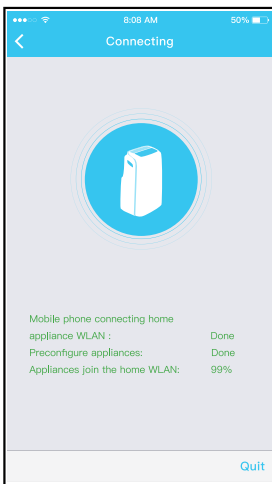 8:08 AM
50%
Connecting
Mobile phone connecting home
appliance WLAN : Done
Preconfigure appliances: Done
Appliances join the home WLAN: 99%
Quit